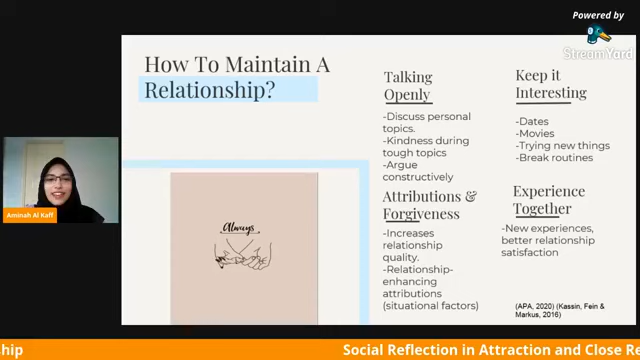 Powered by
StreamYard
How To Maintain A
Relationship?
Talking
Openly
-Discuss personal
topics.
-Kindness during
tough topics
-Argue
constructively
Attributions &
Forgiveness
-Increases
relationship
quality.
-Relationship-
enhancing
attributions
(situational factors)
Keep it
Interesting
-Dates
-Movies
-Trying new things
-Break routines
Experience
Together
-New experiences,
better relationship
satisfaction
(APA, 2020) (Kassin, Fein &
Markus, 2016)
Always
Aminah Al Kaff
ship
Social Reflection in Attraction and Close Re